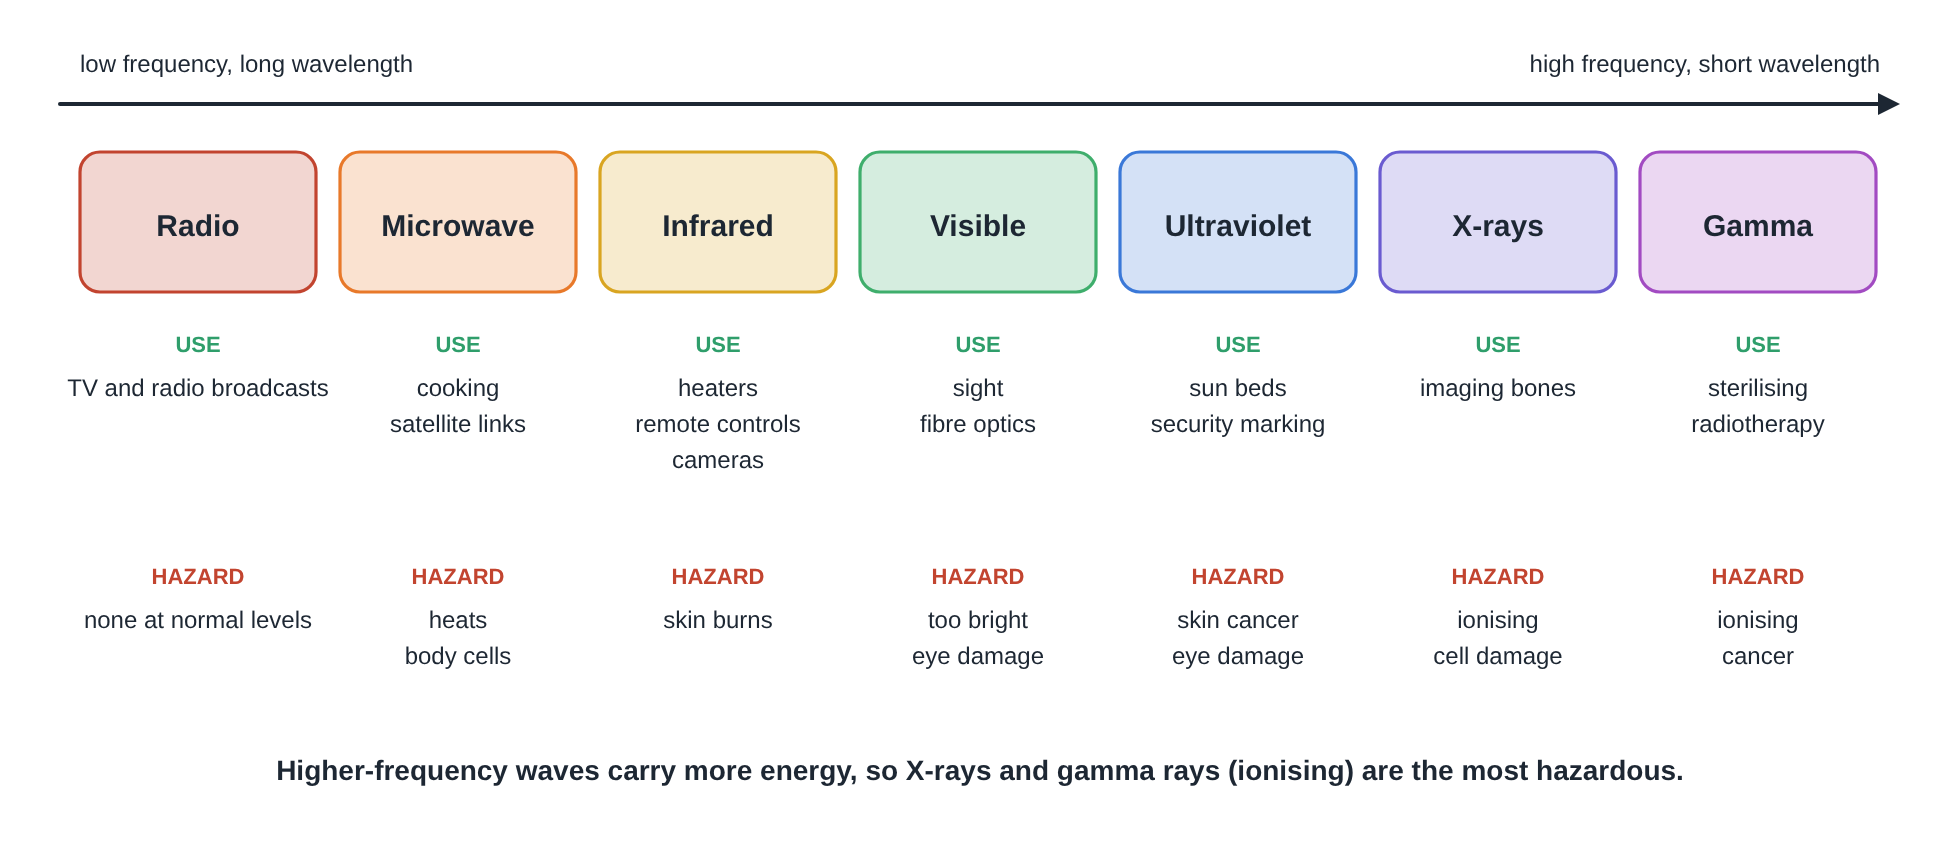 low frequency, long wavelength
high frequency, short wavelength
Radio
Microwave
Infrared
Visible
Ultraviolet
X-rays
Gamma
USE
TV and radio broadcasts
USE
cooking
satellite links
USE
heaters
remote controls
cameras
USE
sight
fibre optics
USE
sun beds
security marking
USE
imaging bones
USE
sterilising
radiotherapy
HAZARD
none at normal levels
HAZARD
heats
body cells
HAZARD
skin burns
HAZARD
too bright
eye damage
HAZARD
skin cancer
eye damage
HAZARD
ionising
cell damage
HAZARD
ionising
cancer
Higher-frequency waves carry more energy, so X-rays and gamma rays (ionising) are the most hazardous.